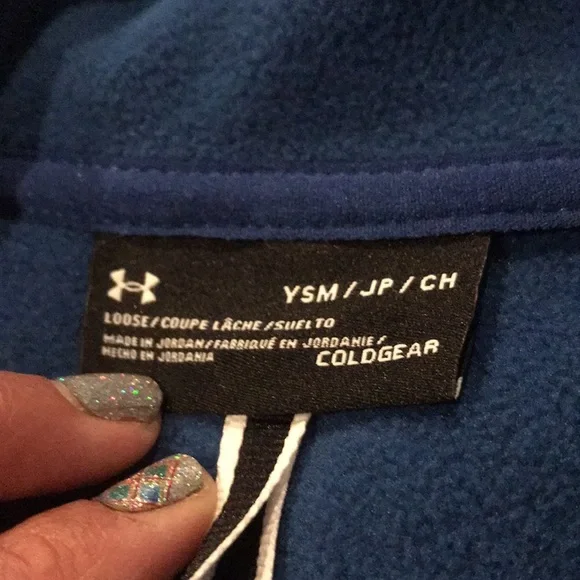 YSM / JP / CH
LOOSE/COUPE LÂCHE/SUELTO
MADE IN JORDAN/FABRIQUÉ EN JORDANIE/
HECHO EN JORDANIA
COLDGEAR